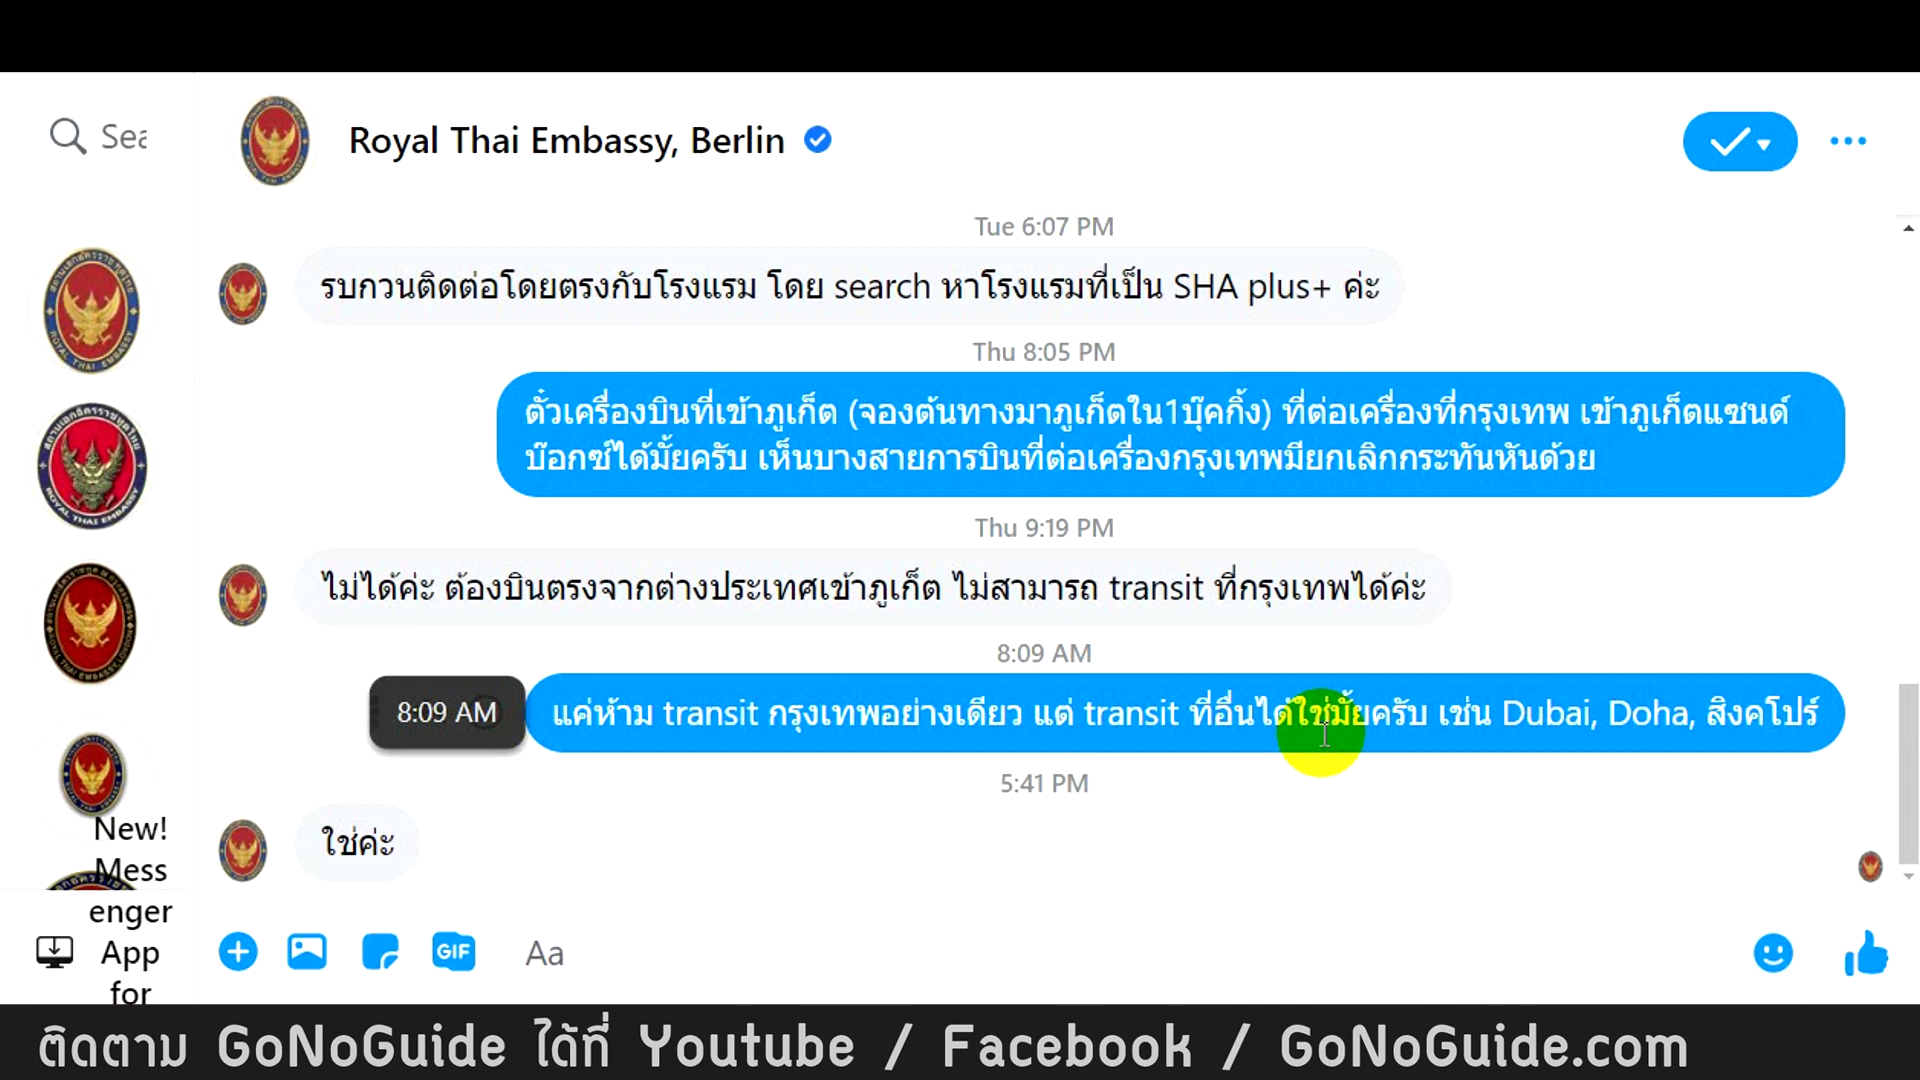 Sea
Royal Thai Embassy, Berlin
Tue 6:07 PM
รบกวนติดต่อโดยตรงกับโรงแรม โดย search หาโรงแรมที่เป็น SHA plus+ ค่ะ
Thu 8:05 PM
ตั๋วเครื่องบินที่เข้าภูเก็ต (จองต้นทางมาภูเก็ตใน1บุ๊คกิ้ง) ที่ต่อเครื่องที่กรุงเทพ เข้าภูเก็ตแซนด์
บ๊อกซ์ได้มั้ยครับ เห็นบางสายการบินที่ต่อเครื่องกรุงเทพมียกเลิกกระทันหันด้วย
Thu 9:19 PM
ไม่ได้ค่ะ ต้องบินตรงจากต่างประเทศเข้าภูเก็ต ไม่สามารถ transit ที่กรุงเทพได้ค่ะ
8:09 AM
8:09 AM
แค่ห้าม transit กรุงเทพอย่างเดียว แต่ transit ที่อื่นได้ใช่มั้ยครับ เช่น Dubai, Doha, สิงคโปร์
5:41 PM
ใช่ค่ะ
New!
Mess
enger
App
for
GIF
Aa
ติดตาม GoNoGuide ได้ที่ Youtube / Facebook / GoNoGuide.com